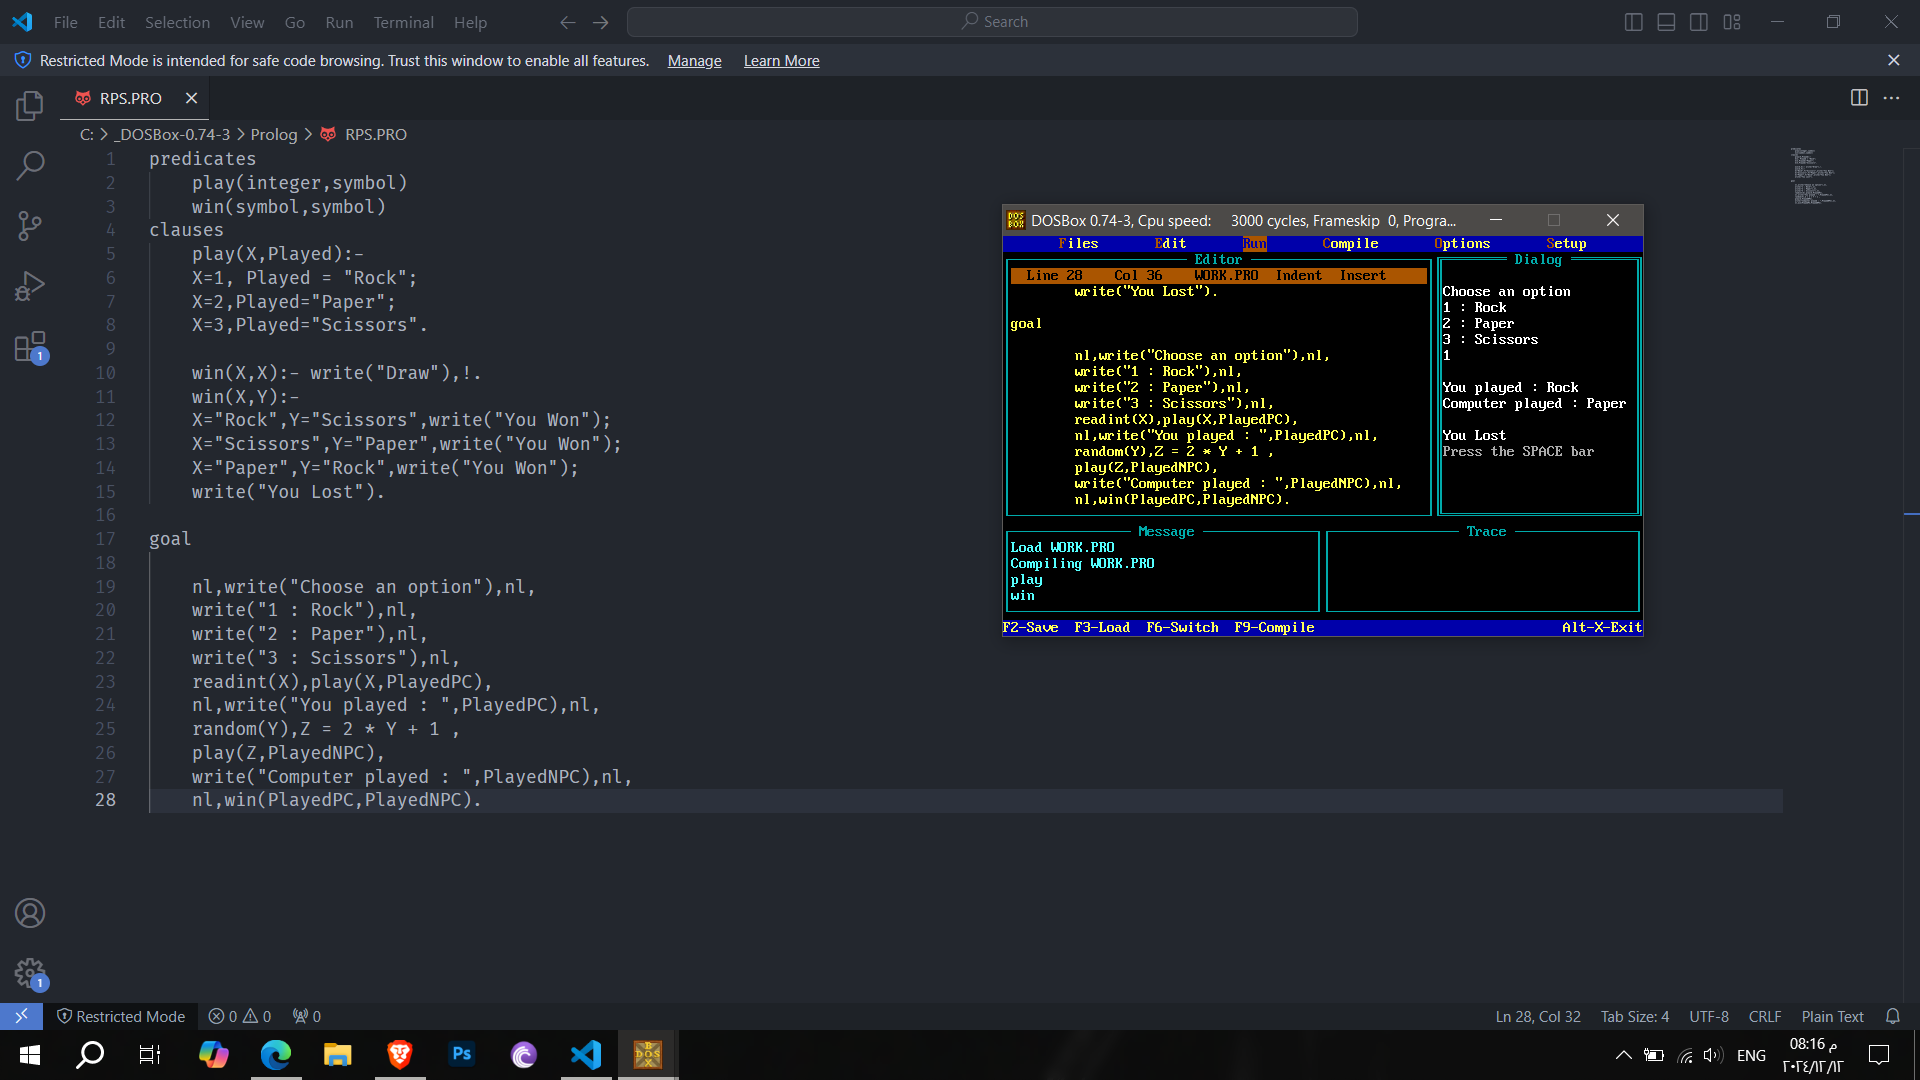 File Edit Selection View Go Run Terminal Help
Search
Restricted Mode is intended for safe code browsing. Trust this window to enable all features. Manage Learn More
RPS.PRO
C: > _DOSBox-0.74-3 > Prolog > RPS.PRO
1 predicates
2 play(integer,symbol)
3 win(symbol,symbol)
4 clauses
5 play(X,Played):-
6 X=1, Played = "Rock";
7 X=2,Played="Paper";
8 X=3,Played="Scissors".
9
10 win(X,X):- write("Draw"),!.
11 win(X,Y):-
12 X="Rock",Y="Scissors",write("You Won");
13 X="Scissors",Y="Paper",write("You Won");
14 X="Paper",Y="Rock",write("You Won");
15 write("You Lost").
16
17 goal
18
19 nl,write("Choose an option"),nl,
20 write("1 : Rock"),nl,
21 write("2 : Paper"),nl,
22 write("3 : Scissors"),nl,
23 readint(X),play(X,PlayedPC),
24 nl,write("You played : ",PlayedPC),nl,
25 random(Y),Z = 2 * Y + 1 ,
26 play(Z,PlayedNPC),
27 write("Computer played : ",PlayedNPC),nl,
28 nl,win(PlayedPC,PlayedNPC).
DOSBox 0.74-3, Cpu speed: 3000 cycles, Frameskip 0, Progra...
Files Edit Run Compile Options Setup
Editor
Line 28 Col 36 WORK.PRO Indent Insert
write("You Lost").
goal
nl,write("Choose an option"),nl,
write("1 : Rock"),nl,
write("2 : Paper"),nl,
write("3 : Scissors"),nl,
readint(X),play(X,PlayedPC),
nl,write("You played : ",PlayedPC),nl,
random(Y),Z = 2 * Y + 1 ,
play(Z,PlayedNPC),
write("Computer played : ",PlayedNPC),nl,
nl,win(PlayedPC,PlayedNPC).
Dialog
Choose an option
1 : Rock
2 : Paper
3 : Scissors
1
You played : Rock
Computer played : Paper
You Lost
Press the SPACE bar
Message
Load WORK.PRO
Compiling WORK.PRO
play
win
Trace
F2-Save F3-Load F6-Switch F9-Compile Alt-X-Exit
1
1
Restricted Mode 0 0 0
Ln 28, Col 32 Tab Size: 4 UTF-8 CRLF Plain Text
Ps
ENG
08:16 م
٢٠٢٤/١٢/١٢